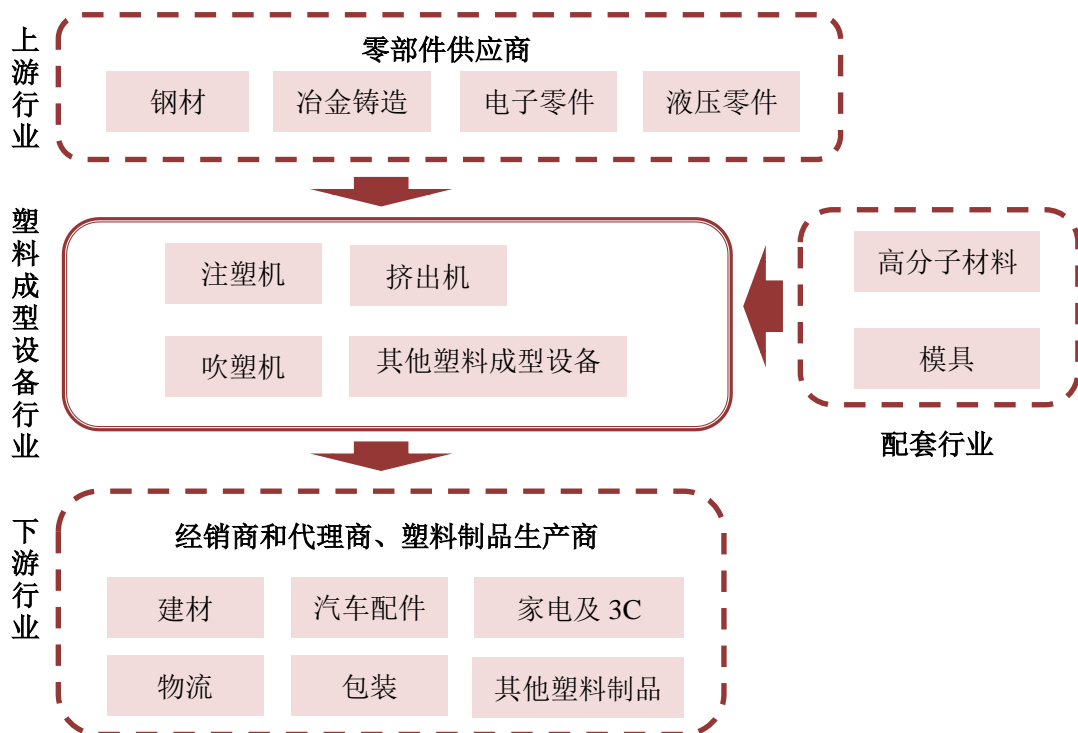 上游行业
零部件供应商
钢材
冶金铸造
电子零件
液压零件
塑料成型设备行业
注塑机
挤出机
吹塑机
其他塑料成型设备
高分子材料
模具
配套行业
下游行业
经销商和代理商、塑料制品生产商
建材
汽车配件
家电及 3C
物流
包装
其他塑料制品